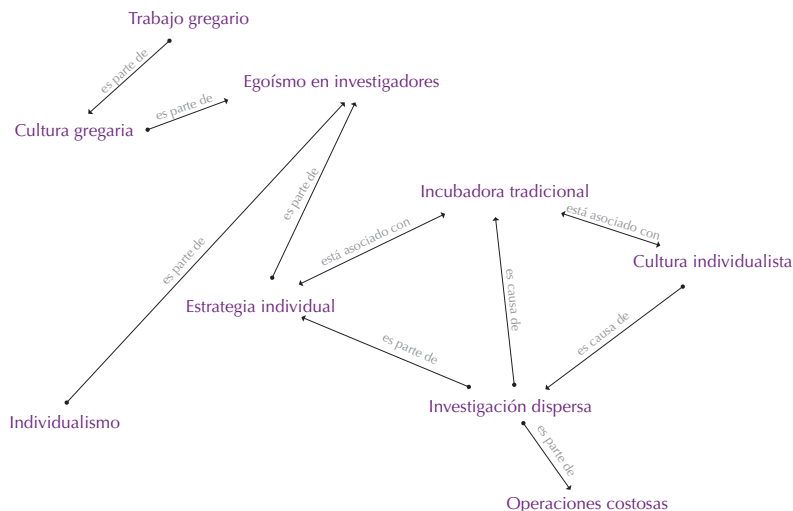 Trabajo gregario
es parte de
Egoísmo en investigadores
es parte de
Cultura gregaria
es parte de
Incubadora tradicional
está asociado con
está asociado con
es parte de
Cultura individualista
Estrategia individual
es causa de
es causa de
es parte de
Investigación dispersa
Individualismo
es parte de
Operaciones costosas